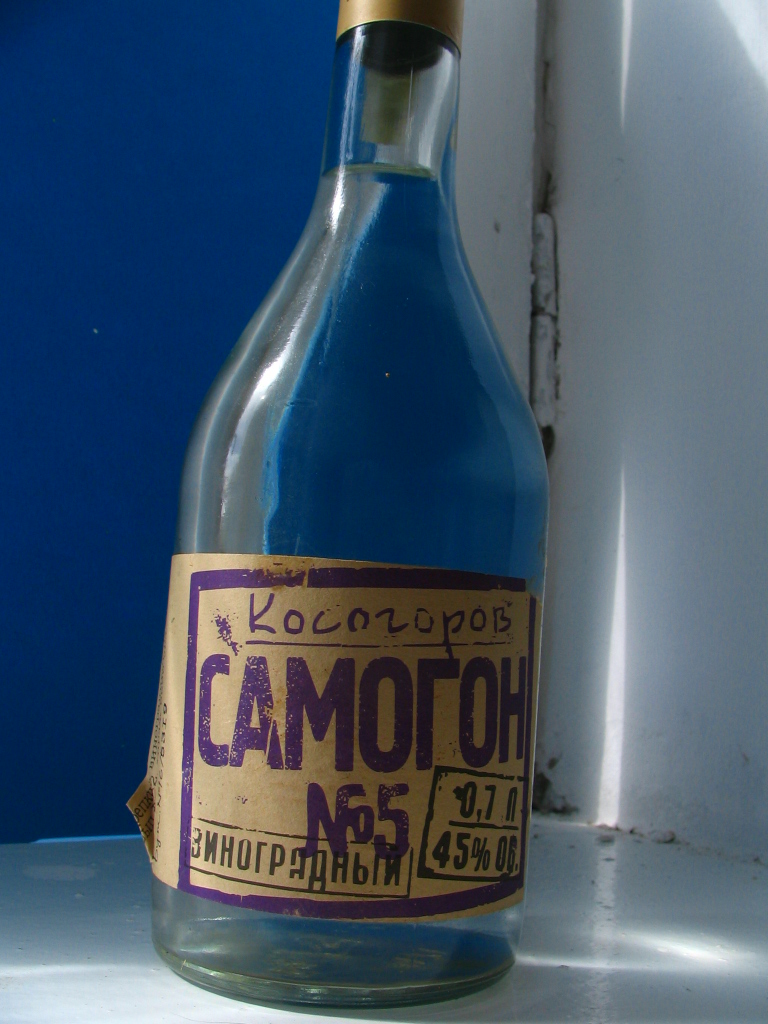 Косогоров
САМОГОН
№5
0,7 Л
45% ОБ.
ВИНОГРАДНЫЙ